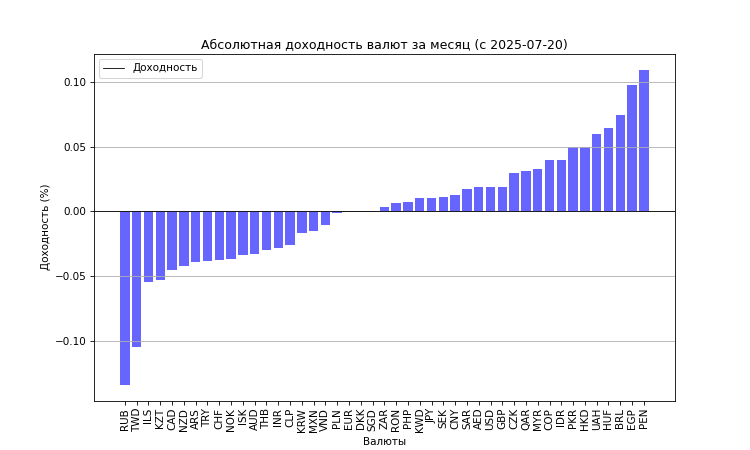 Абсолютная доходность валют за месяц (с 2025-07-20)
Доходность
0.10
0.05
0.00
−0.05
−0.10
Доходность (%)
RUB TWD ILS KZT CAD NZD ARS TRY CHF NOK ISK AUD THB INR CLP KRW MXN VND PLN EUR DKK SGD ZAR RON PHP KWD JPY SEK CNY SAR AED USD GBP CZK QAR MYR COP IDR PKR HKD UAH HUF BRL EGP PEN
Валюты